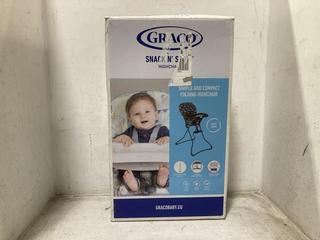 GRACO
SNACK N' S
HIGHCHA
SIMPLE AND COMPACT
FOLDING HIGHCHAIR
GRACOBABY.EU